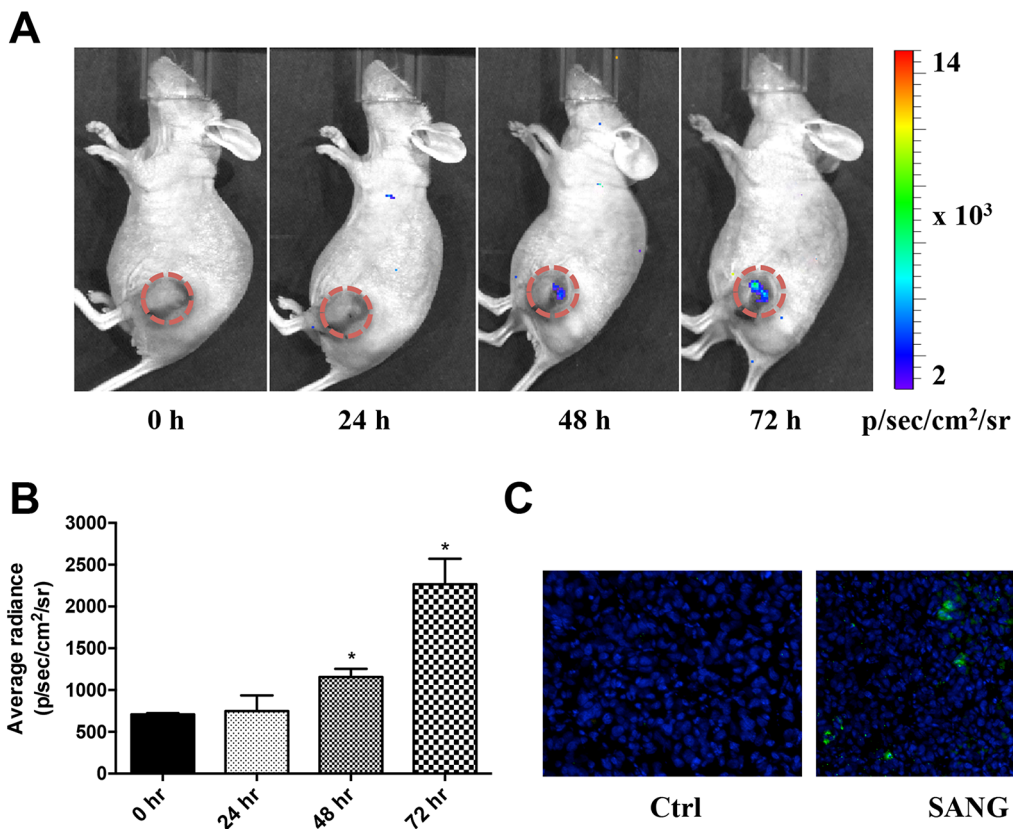 A
14
x 10³
2
0 h
24 h
48 h
72 h
p/sec/cm²/sr
B
C
Average radiance
(p/sec/cm²/sr)
3000
2500
2000
1500
1000
500
0
*
*
0 hr
24 hr
48 hr
72 hr
Ctrl
SANG